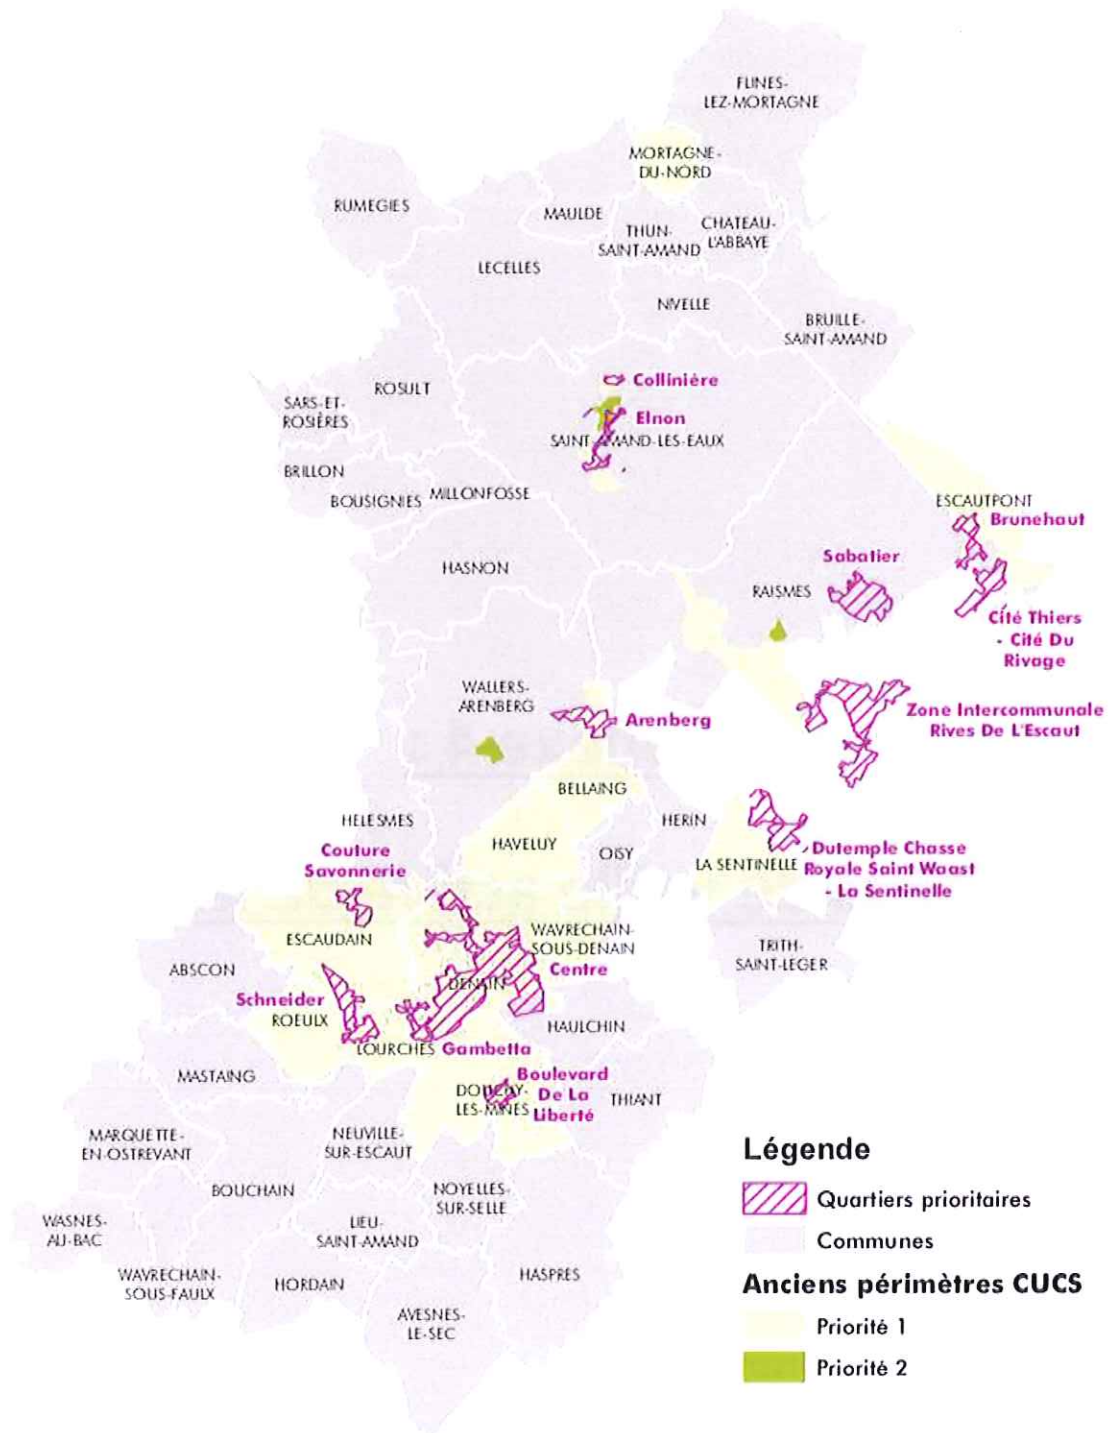 FLINES-
LEZ-MORTAGNE
MORTAGNE-
DU-NORD
RUMEGIES
MAULDE
THUN-
SAINT-AMAND
CHATEAU-
L'ABBAYE
LECELLES
NIVELLE
BRUILLE-
SAINT-AMAND
Collinière
ROSULT
SARS-ET-
ROSIÈRES
Elnon
SAINT-AMAND-LES-EAUX
BRILLON
BOUSIGNIES
MILLONFOSSE
ESCAUTPONT
Brunehaut
HASNON
Sabatier
RAISMES
Cité Thiers
- Cité Du
Rivage
WALLERS-
ARENBERG
Arenberg
Zone Intercommunale
Rives De L'Escaut
BELLAING
HELESMES
HERIN
HAVELUY
OISY
Couture
Savonnerie
LA SENTINELLE
Dutemple Chasse
Royale Saint Waast
- La Sentinelle
ESCAUDAIN
WAVRECHAIN-
SOUS-DENAIN
TRITH-
SAINT-LEGER
ABSCON
Centre
DENAIN
Schneider
ROEULX
HAULCHIN
LOURCHES
Gambetta
MASTAING
Boulevard
De La
Liberté
DOUCHY-
LES-MINES
THIANT
MARQUETTE-
EN-OSTREVANT
NEUVILLE-
SUR-ESCAUT
BOUCHAIN
NOYELLES-
SUR-SELLE
WASNES-
AU-BAC
LIEU-
SAINT-AMAND
WAVRECHAIN-
SOUS-FAULX
HORDAIN
HASPRES
AVESNES-
LE-SEC
Légende
Quartiers prioritaires
Communes
Anciens périmètres CUCS
Priorité 1
Priorité 2